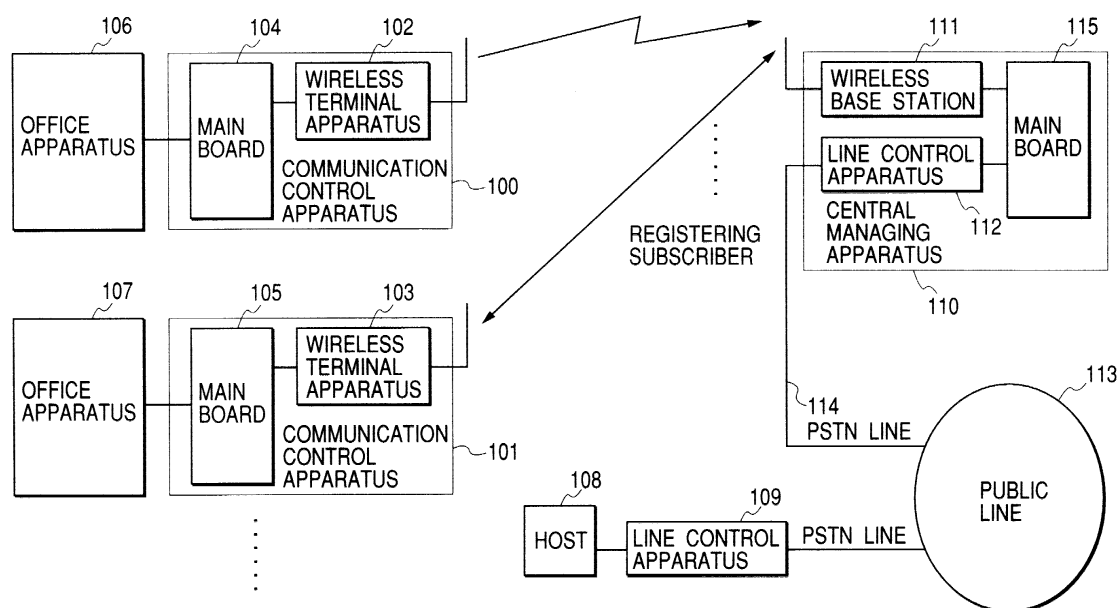 106
104
102
OFFICE
APPARATUS
MAIN
BOARD
WIRELESS
TERMINAL
APPARATUS
COMMUNICATION
CONTROL
APPARATUS
100
111
115
WIRELESS
BASE STATION
LINE CONTROL
APPARATUS
MAIN
BOARD
112
CENTRAL
MANAGING
APPARATUS
110
REGISTERING
SUBSCRIBER
107
105
103
OFFICE
APPARATUS
MAIN
BOARD
WIRELESS
TERMINAL
APPARATUS
COMMUNICATION
CONTROL
APPARATUS
101
114
PSTN LINE
113
PUBLIC
LINE
108
HOST
109
LINE CONTROL
APPARATUS
PSTN LINE